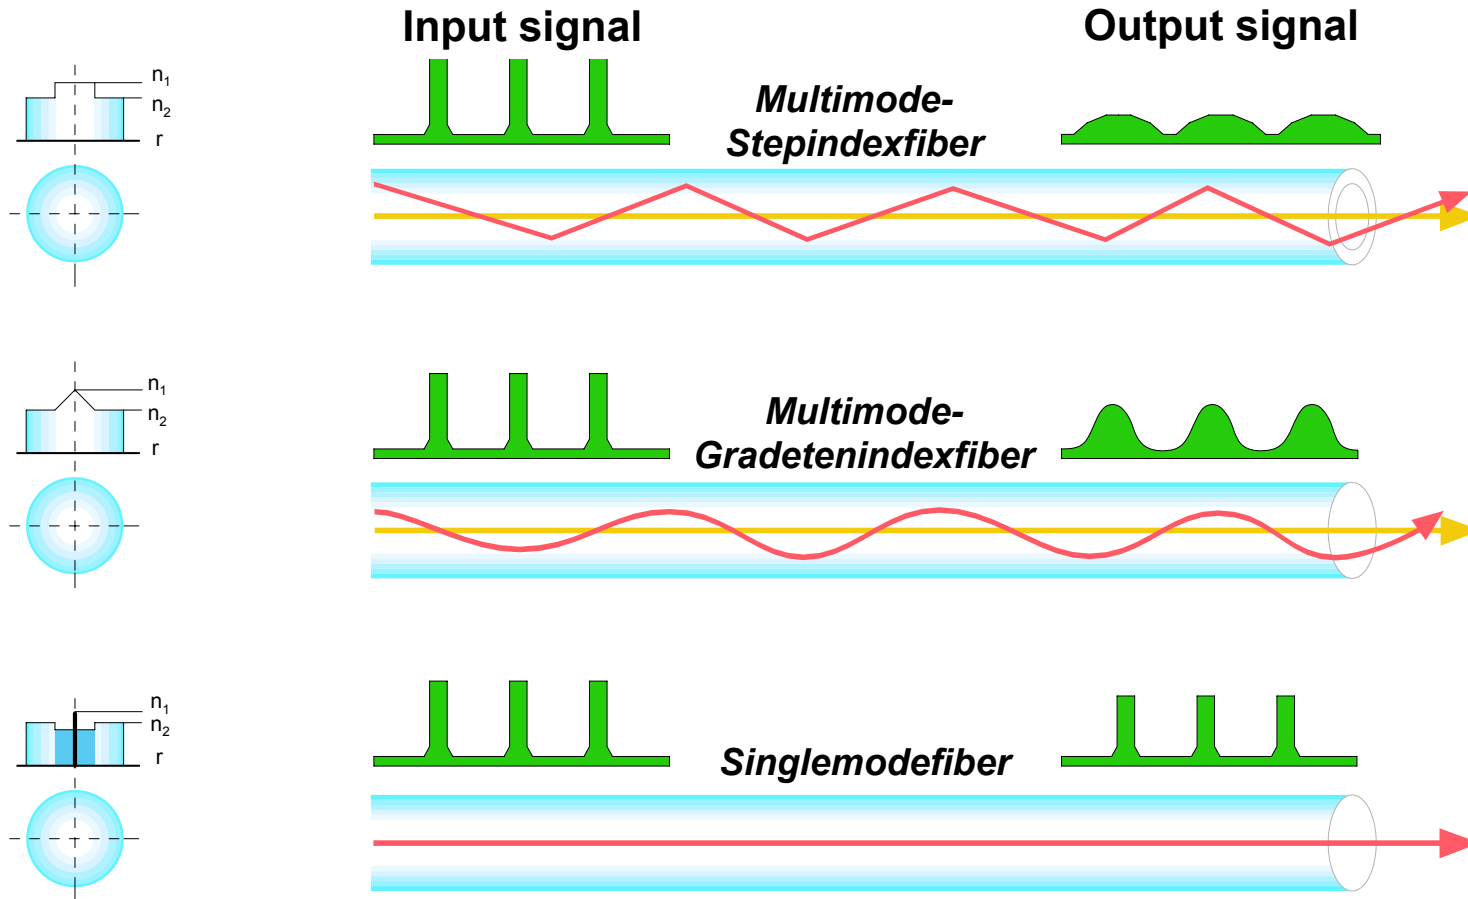 Input signal
Output signal
n1
n2
r
Multimode-
Stepindexfiber
n1
n2
r
Multimode-
Gradetenindexfiber
n1
n2
r
Singlemodefiber